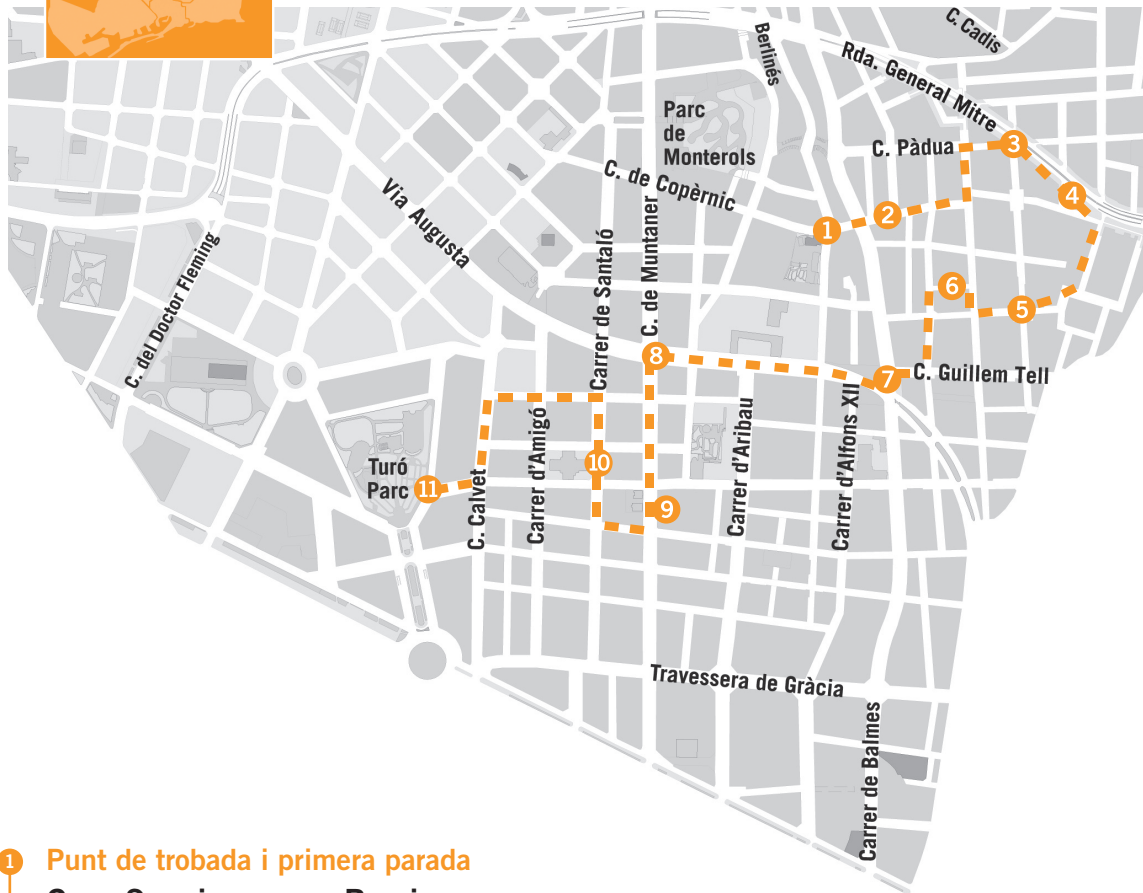 C. Cadis
Berlinés
Rda. General Mitre
Parc
de
Monterols
C. Pàdua
3
C. de Copèrnic
4
Via Augusta
2
1
Carrer de Santaló
C. de Muntaner
C. del Doctor Fleming
6
5
8
7
C. Guillem Tell
Carrer d'Amigó
Carrer d'Aribau
Carrer d'Alfons XII
10
Turó
Parc
11
C. Calvet
9
Travessera de Gràcia
Carrer de Balmes
1 Punt de trobada i primera parada